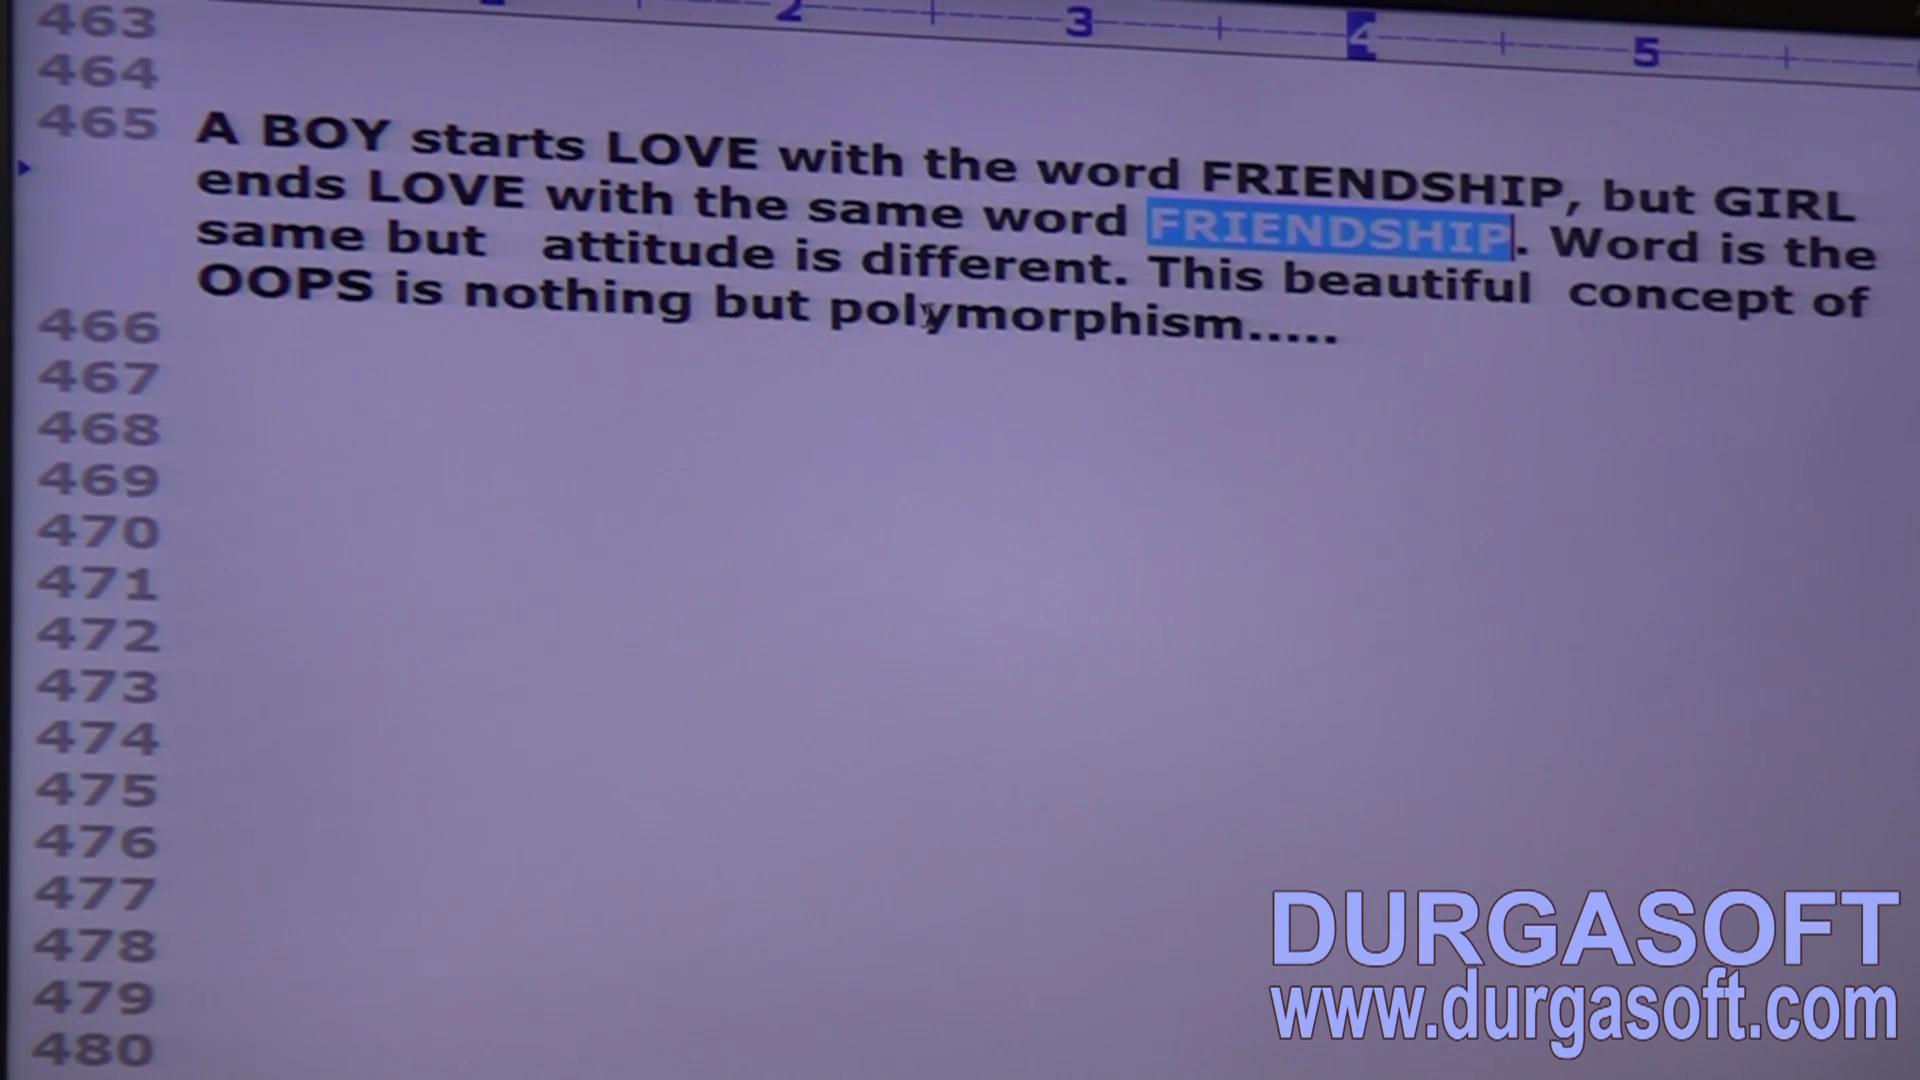 2 3 4 5
463
464
465 A BOY starts LOVE with the word FRIENDSHIP, but GIRL
ends LOVE with the same word FRIENDSHIP. Word is the
same but attitude is different. This beautiful concept of
OOPS is nothing but polymorphism.....
466
467
468
469
470
471
472
473
474
475
476
477
478
479
480
DURGASOFT
www.durgasoft.com